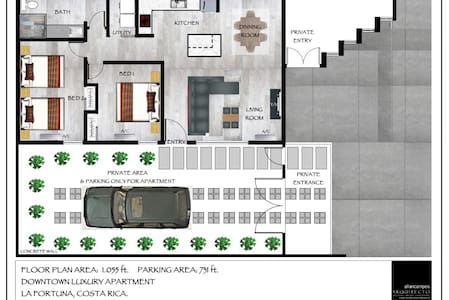 BATH
UTILITY
KITCHEN
DINNING
ROOM
PRIVATE
ENTRY
BED 1
BED 2
LIVING
ROOM
A/C
A/C
A/C
ENTRY
PRIVATE AREA
& PARKING ONLY FOR APARTMENT
PRIVATE
ENTRANCE
CONCRETE WALL
FLOOR PLAN AREA: 1.055 ft. PARKING AREA: 731 ft.
DOWNTOWN LUXURY APARTMENT
LA FORTUNA, COSTA RICA.
allancampos
ARQUITECTO